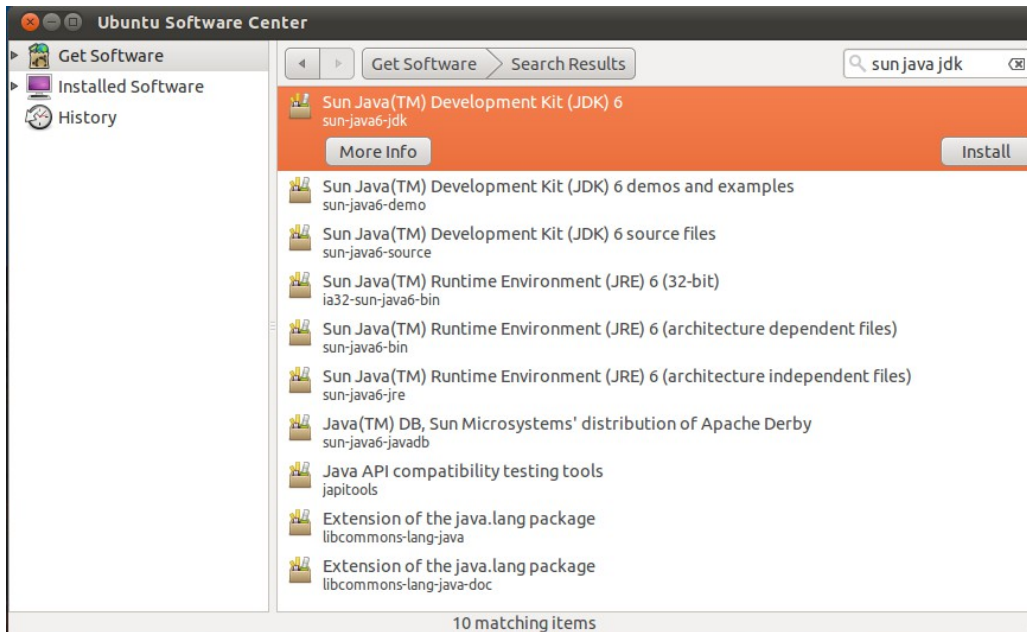 Ubuntu Software Center
Get Software
Installed Software
History
Get Software
Search Results
sun java jdk
Sun Java(TM) Development Kit (JDK) 6
sun-java6-jdk
More Info
Install
Sun Java(TM) Development Kit (JDK) 6 demos and examples
sun-java6-demo
Sun Java(TM) Development Kit (JDK) 6 source files
sun-java6-source
Sun Java(TM) Runtime Environment (JRE) 6 (32-bit)
ia32-sun-java6-bin
Sun Java(TM) Runtime Environment (JRE) 6 (architecture dependent files)
sun-java6-bin
Sun Java(TM) Runtime Environment (JRE) 6 (architecture independent files)
sun-java6-jre
Java(TM) DB, Sun Microsystems' distribution of Apache Derby
sun-java6-javadb
Java API compatibility testing tools
japitools
Extension of the java.lang package
libcommons-lang-java
Extension of the java.lang package
libcommons-lang-java-doc
10 matching items